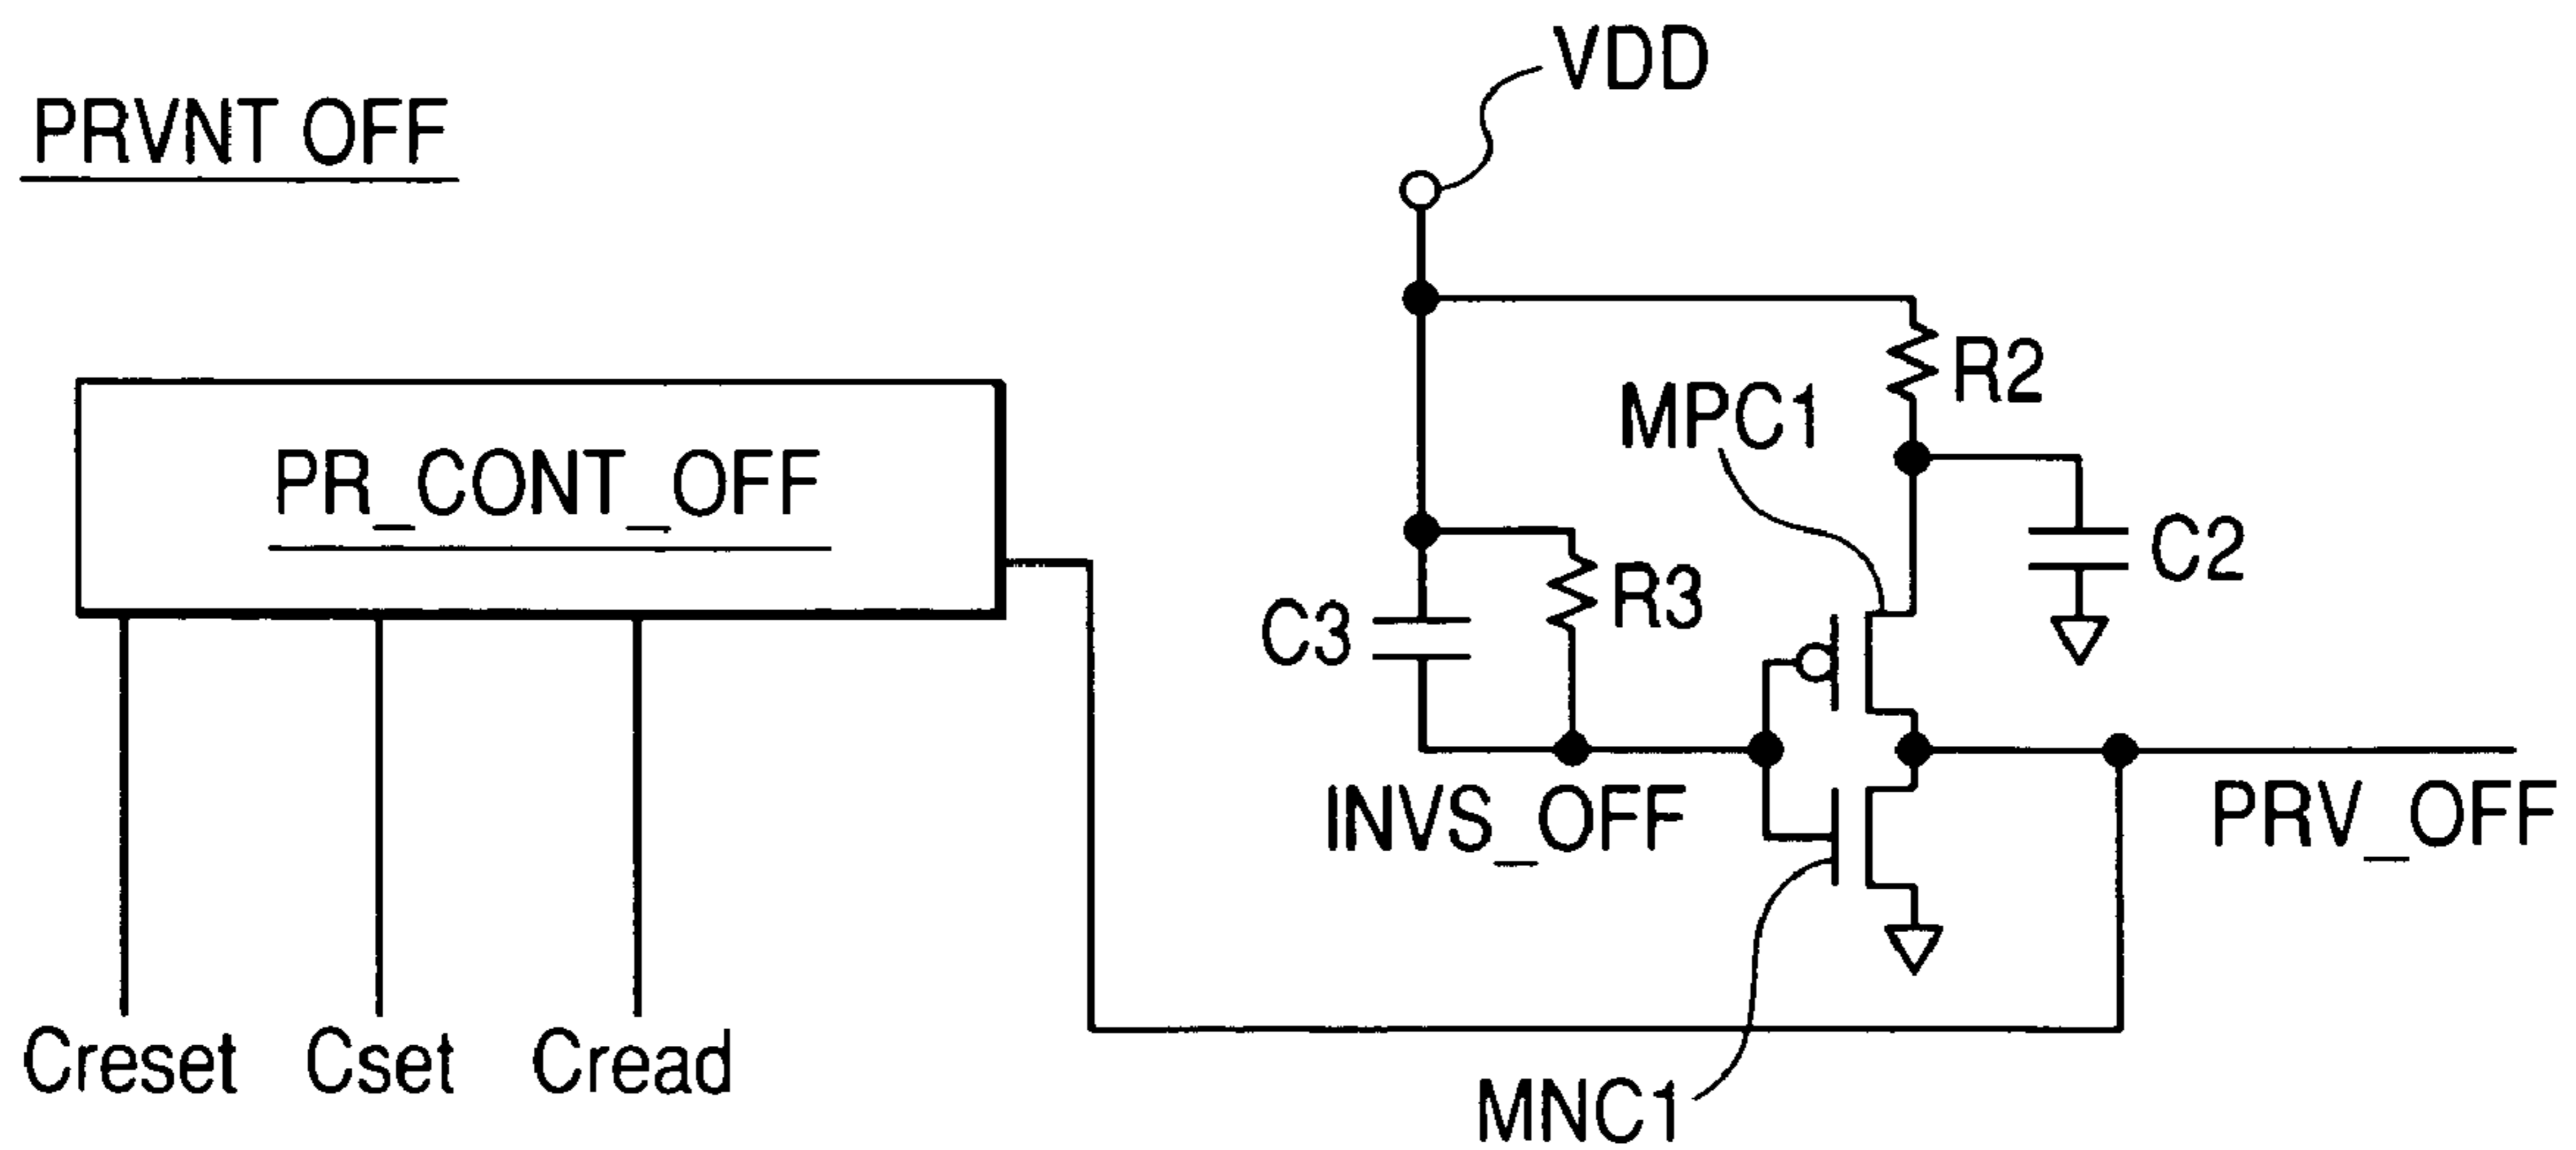 VDD
PRVNT OFF
R2
MPC1
PR_CONT_OFF
C2
R3
C3
INVS_OFF
PRV_OFF
Creset
Cset
Cread
MNC1